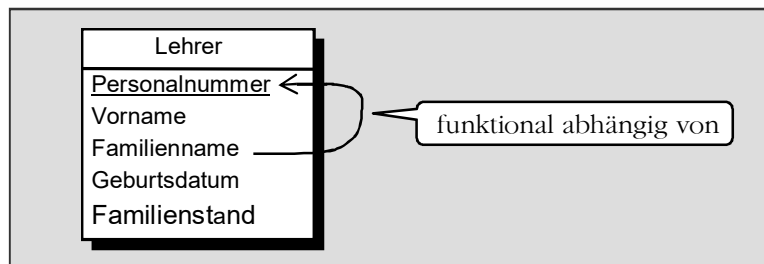 Lehrer
Personalnummer
Vorname
Familienname
Geburtsdatum
Familienstand
funktional abhängig von